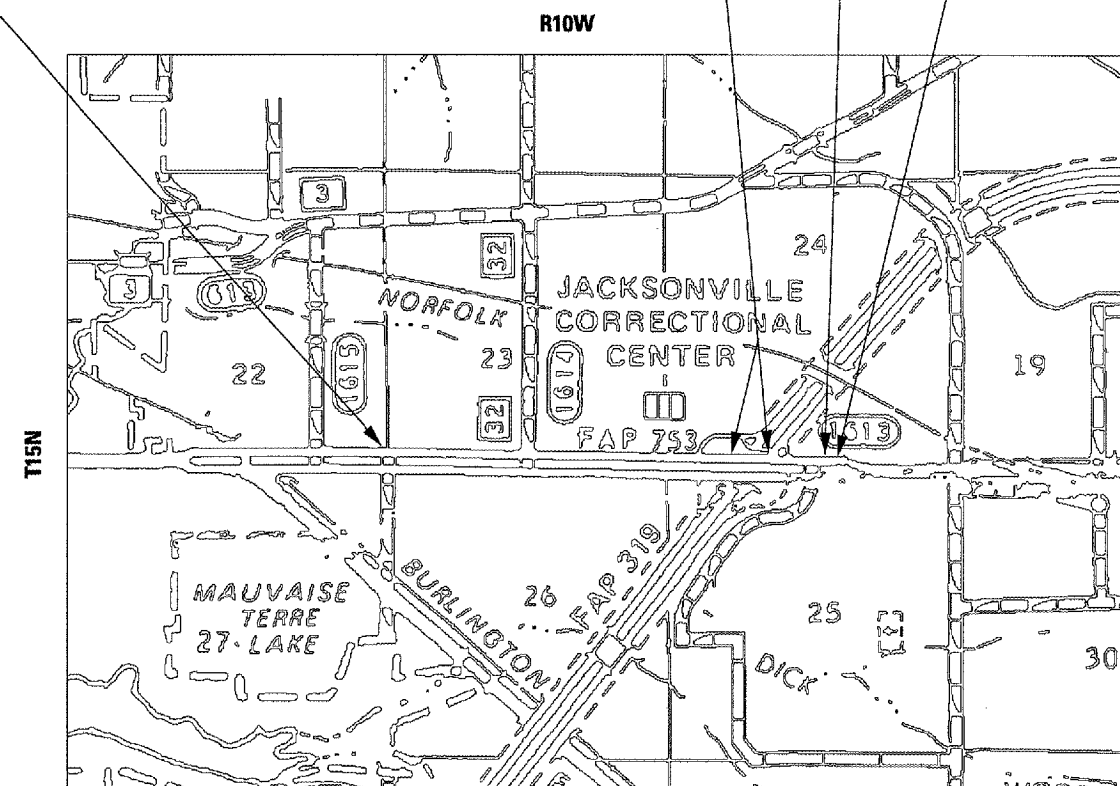 R10W
T15N
3
32
24
3
613
NORFOLK
JACKSONVILLE
CORRECTIONAL
CENTER
22
1615
23
1614
19
32
FAP 753
1613
MAUVAISE
TERRE
27 LAKE
BURLINGTON
26
FAP 319
25
DICK
30